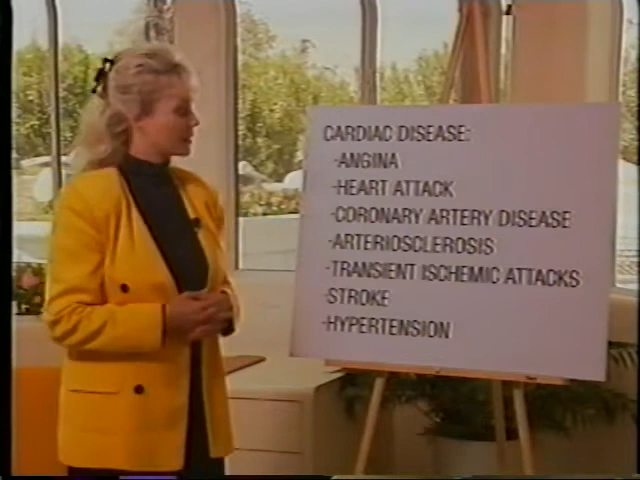 CARDIAC DISEASE:
-ANGINA
-HEART ATTACK
-CORONARY ARTERY DISEASE
-ARTERIOSCLEROSIS
-TRANSIENT ISCHEMIC ATTACKS
-STROKE
-HYPERTENSION